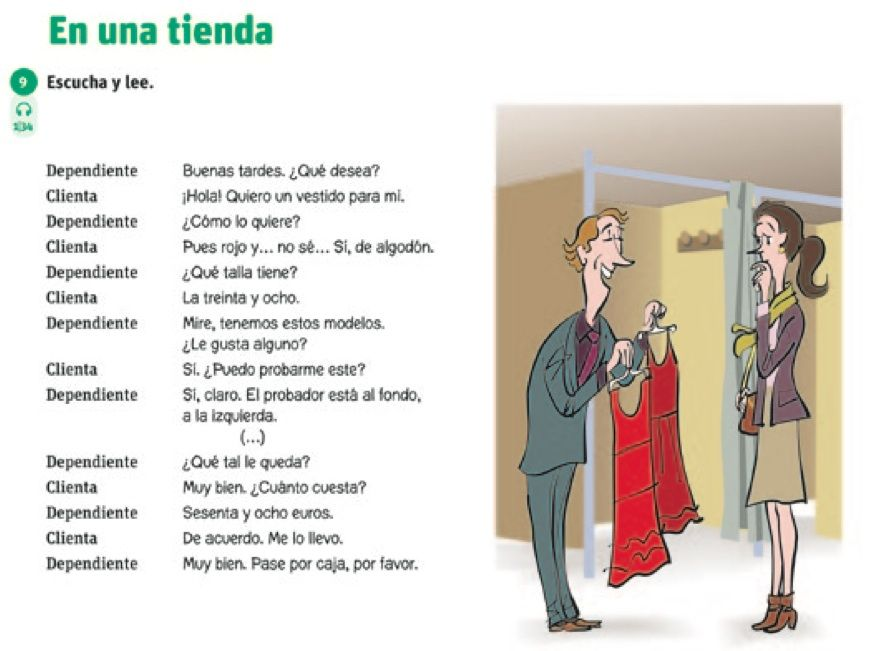 En una tienda
9 Escucha y lee.
1|34
Dependiente Buenas tardes. ¿Qué desea?
Clienta ¡Hola! Quiero un vestido para mí.
Dependiente ¿Cómo lo quiere?
Clienta Pues rojo y... no sé... Sí, de algodón.
Dependiente ¿Qué talla tiene?
Clienta La treinta y ocho.
Dependiente Mire, tenemos estos modelos.
¿Le gusta alguno?
Clienta Sí. ¿Puedo probarme este?
Dependiente Sí, claro. El probador está al fondo,
a la izquierda.
(...)
Dependiente ¿Qué tal le queda?
Clienta Muy bien. ¿Cuánto cuesta?
Dependiente Sesenta y ocho euros.
Clienta De acuerdo. Me lo llevo.
Dependiente Muy bien. Pase por caja, por favor.